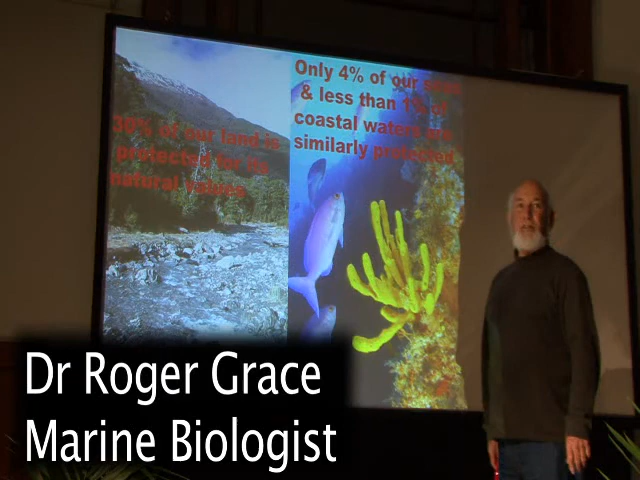 30% of our land is
protected for its
natural values
Only 4% of our seas
& less than 1% of
coastal waters are
similarly protected
Dr Roger Grace
Marine Biologist